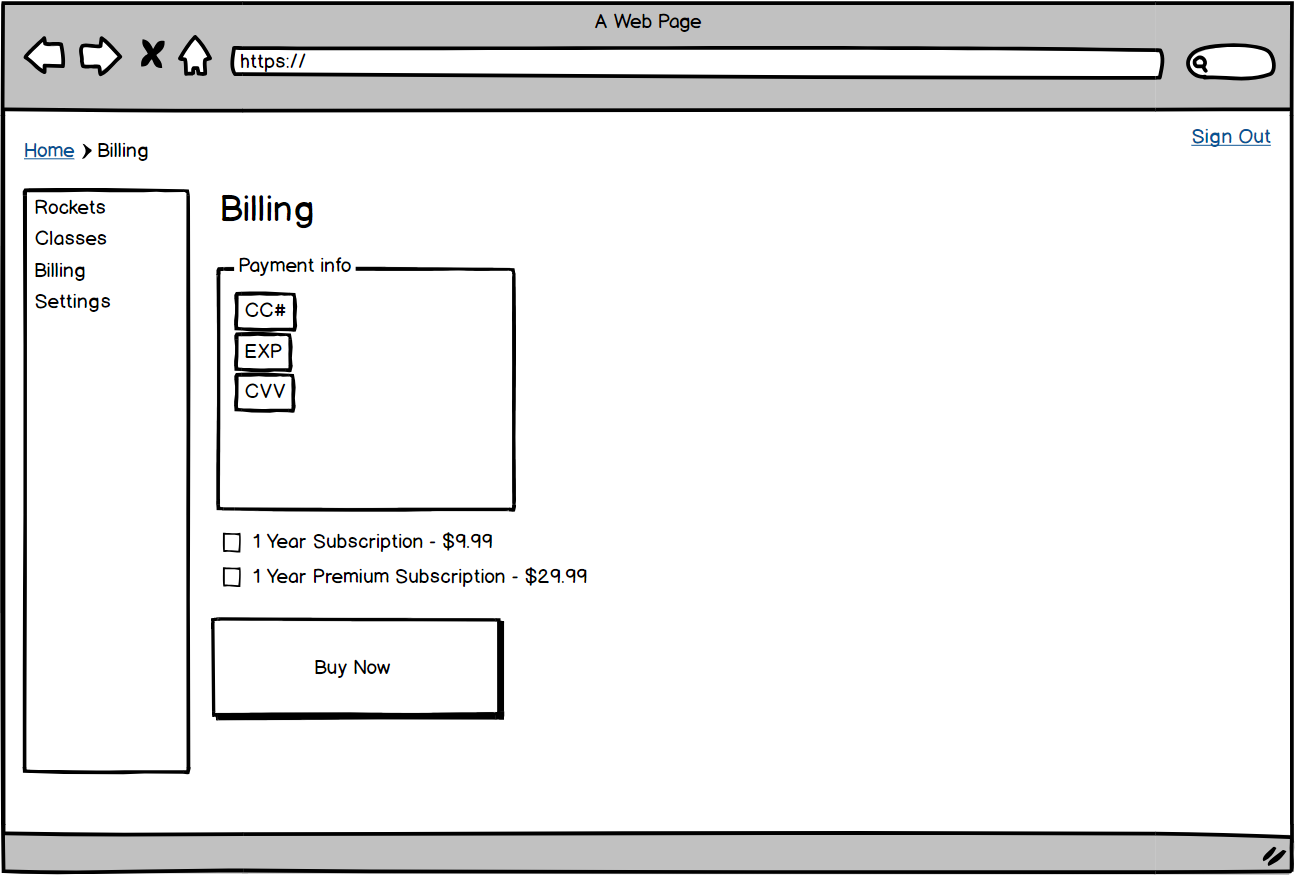 A Web Page
https://
Sign Out
Home Billing
Rockets
Classes
Billing
Settings
Billing
Payment info
CC#
EXP
CVV
1 Year Subscription - $9.99
1 Year Premium Subscription - $29.99
Buy Now